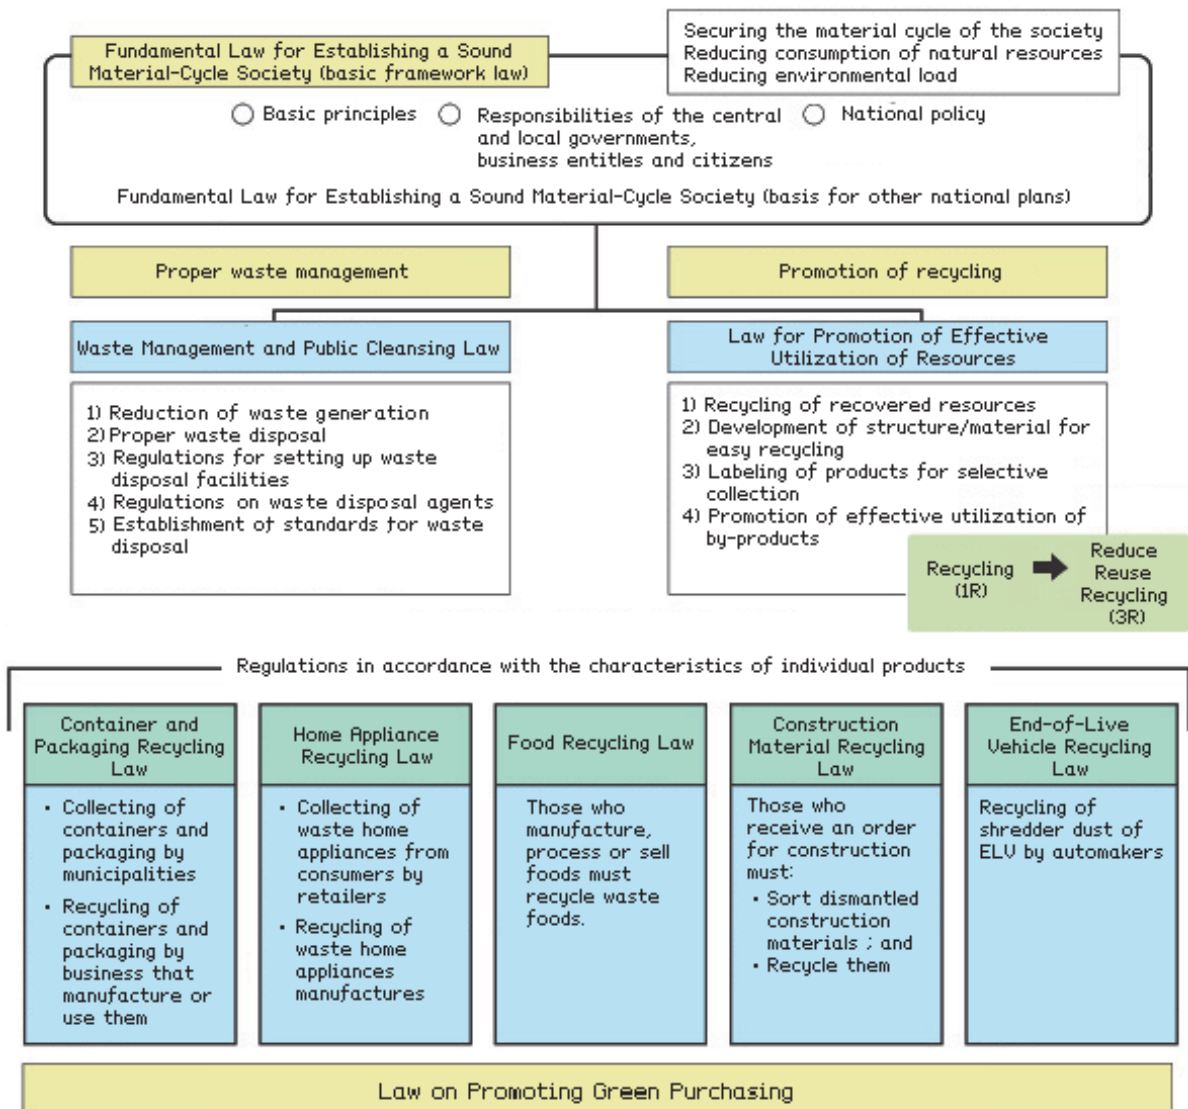 Fundamental Law for Establishing a Sound
Material-Cycle Society (basic framework law)
Securing the material cycle of the society
Reducing consumption of natural resources
Reducing environmental load
Basic principles
Responsibilities of the central
and local governments,
business entities and citizens
National policy
Fundamental Law for Establishing a Sound Material-Cycle Society (basis for other national plans)
Proper waste management
Promotion of recycling
Waste Management and Public Cleansing Law
1) Reduction of waste generation
2) Proper waste disposal
3) Regulations for setting up waste
disposal facilities
4) Regulations on waste disposal agents
5) Establishment of standards for waste
disposal
Law for Promotion of Effective
Utilization of Resources
1) Recycling of recovered resources
2) Development of structure/material for
easy recycling
3) Labeling of products for selective
collection
4) Promotion of effective utilization of
by-products
Recycling
(1R)
Reduce
Reuse
Recycling
(3R)
Regulations in accordance with the characteristics of individual products
Container and
Packaging Recycling
Law
• Collecting of
containers and
packaging by
municipalities
• Recycling of
containers and
packaging by
business that
manufacture or
use them
Home Appliance
Recycling Law
• Collecting of
waste home
appliances from
consumers by
retailers
• Recycling of
waste home
appliances
manufactures
Food Recycling Law
Those who
manufacture,
process or sell
foods must
recycle waste
foods.
Construction
Material Recycling
Law
Those who
receive an order
for construction
must:
• Sort dismantled
construction
materials ; and
• Recycle them
End-of-Live
Vehicle Recycling
Law
Recycling of
shredder dust of
ELV by automakers
Law on Promoting Green Purchasing